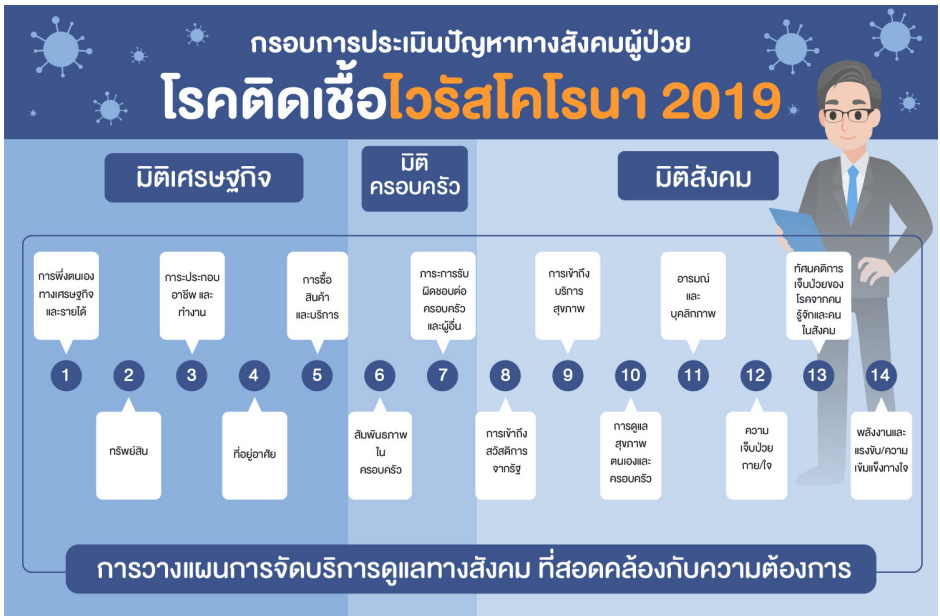 กรอบการประเมินปัญหาทางสังคมผู้ป่วย
โรคติดเชื้อไวรัสโคโรนา 2019
มิติเศรษฐกิจ
มิติ
ครอบครัว
มิติสังคม
การพึ่งตนเอง
ทางเศรษฐกิจ
และรายได้
1
ทรัพย์สิน
2
การะประกอบ
อาชีพ และ
ทำงาน
3
ที่อยู่อาศัย
4
การซื้อ
สินค้า
และบริการ
5
สัมพันธภาพ
ใน
ครอบครัว
6
ภาระการรับ
ผิดชอบต่อ
ครอบครัว
และผู้อื่น
7
การเข้าถึง
สวัสดิการ
จากรัฐ
8
การเข้าถึง
บริการ
สุขภาพ
9
การดูแล
สุขภาพ
ตนเองและ
ครอบครัว
10
อารมณ์
และ
บุคลิกภาพ
11
ความ
เจ็บป่วย
กาย/ใจ
12
ทัศนคติการ
เจ็บป่วยของ
โรคจากคน
รู้จักและคน
ในสังคม
13
พลังงานและ
แรงขับ/ความ
เข้มแข็งทางใจ
14
การวางแผนการจัดบริการดูแลทางสังคม ที่สอดคล้องกับความต้องการ